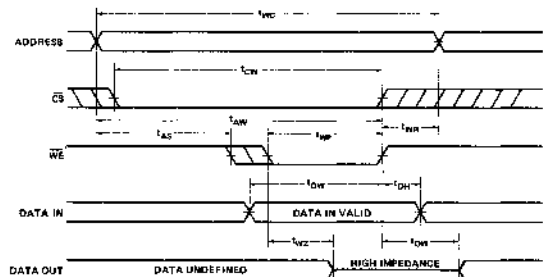 tWC
ADDRESS
tCW
CS
tAW
tAS
tWP
tWR
WE
tDW
tDH
DATA IN
DATA IN VALID
tWZ
tOW
DATA OUT
DATA UNDEFINED
HIGH IMPEDANCE